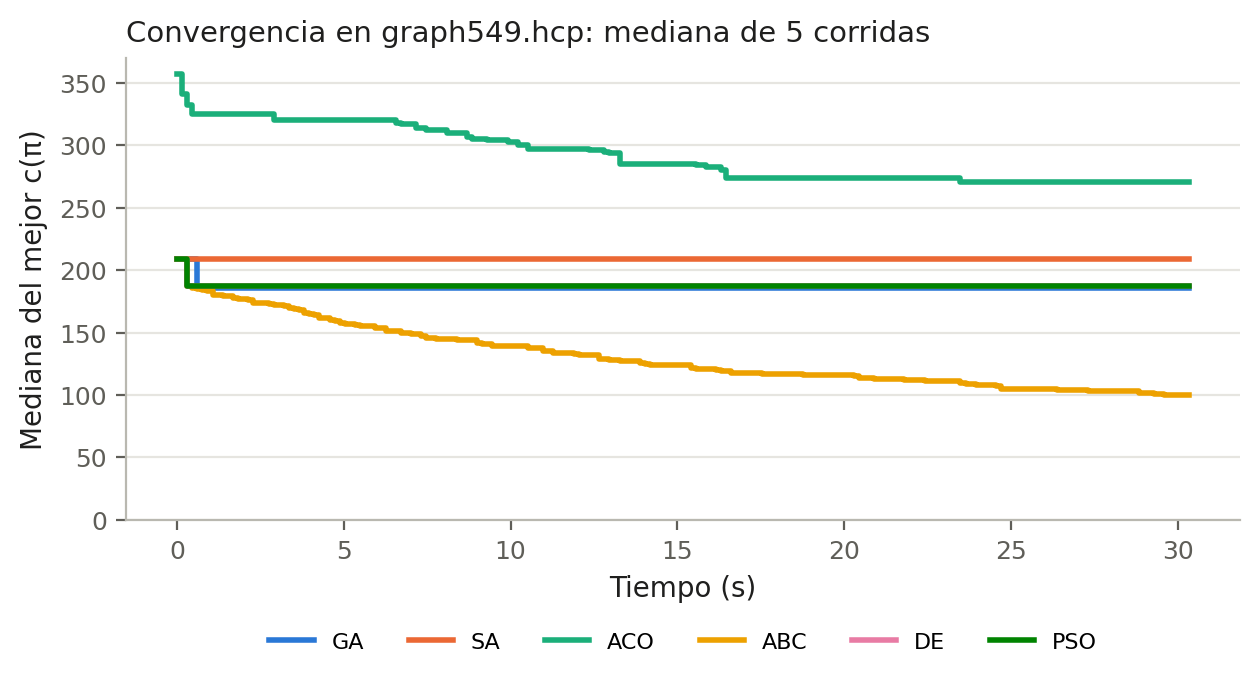 Convergencia en graph549.hcp: mediana de 5 corridas
Mediana del mejor c(π)
350
300
250
200
150
100
50
0
0 5 10 15 20 25 30
Tiempo (s)
GA SA ACO ABC DE PSO